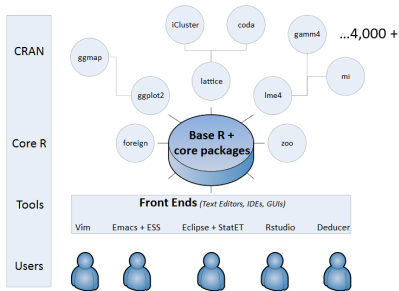 CRAN
iCluster
coda
gamm4
...4,000 +
ggmap
lattice
mi
ggplot2
lme4
Core R
foreign
Base R +
core packages
zoo
Tools
Front Ends (Text Editors, IDEs, GUIs)
Vim Emacs + ESS Eclipse + StatET Rstudio Deducer
Users